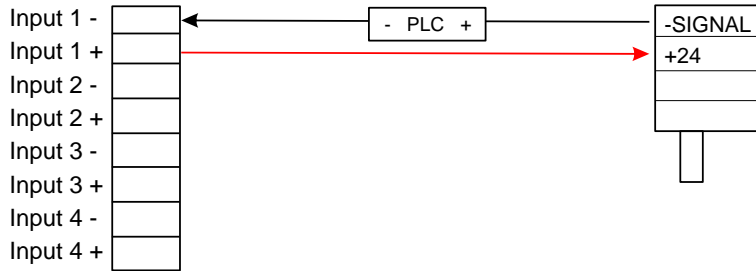 Input 1 -
Input 1 +
Input 2 -
Input 2 +
Input 3 -
Input 3 +
Input 4 -
Input 4 +
- PLC +
-SIGNAL
+24